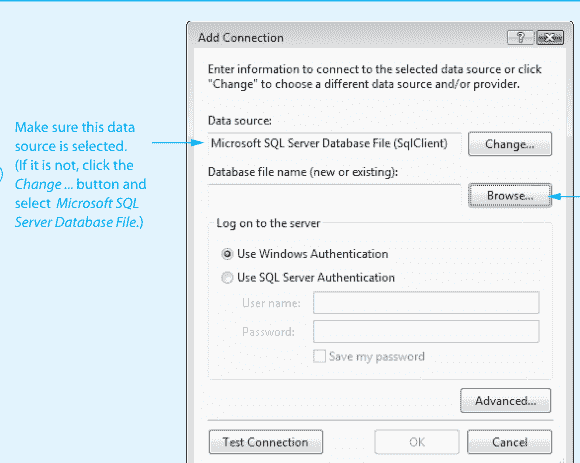 Add Connection
Enter information to connect to the selected data source or click
"Change" to choose a different data source and/or provider.
Make sure this data
source is selected.
(If it is not, click the
Change ... button and
select Microsoft SQL
Server Database File.)
Data source:
Microsoft SQL Server Database File (SqlClient)
Change...
Database file name (new or existing):
Browse...
Log on to the server
Use Windows Authentication
Use SQL Server Authentication
User name:
Password:
Save my password
Advanced...
Test Connection
OK
Cancel